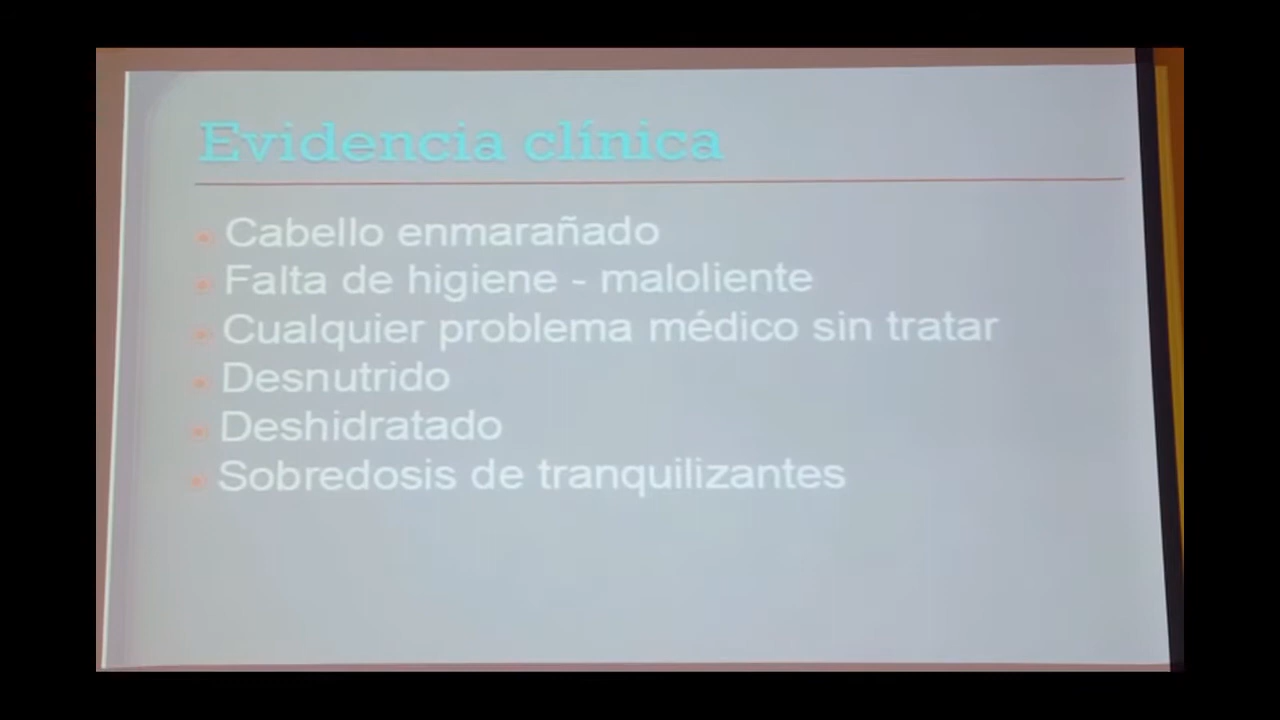 Evidencia clínica
Cabello enmarañado
Falta de higiene - maloliente
Cualquier problema médico sin tratar
Desnutrido
Deshidratado
Sobredosis de tranquilizantes